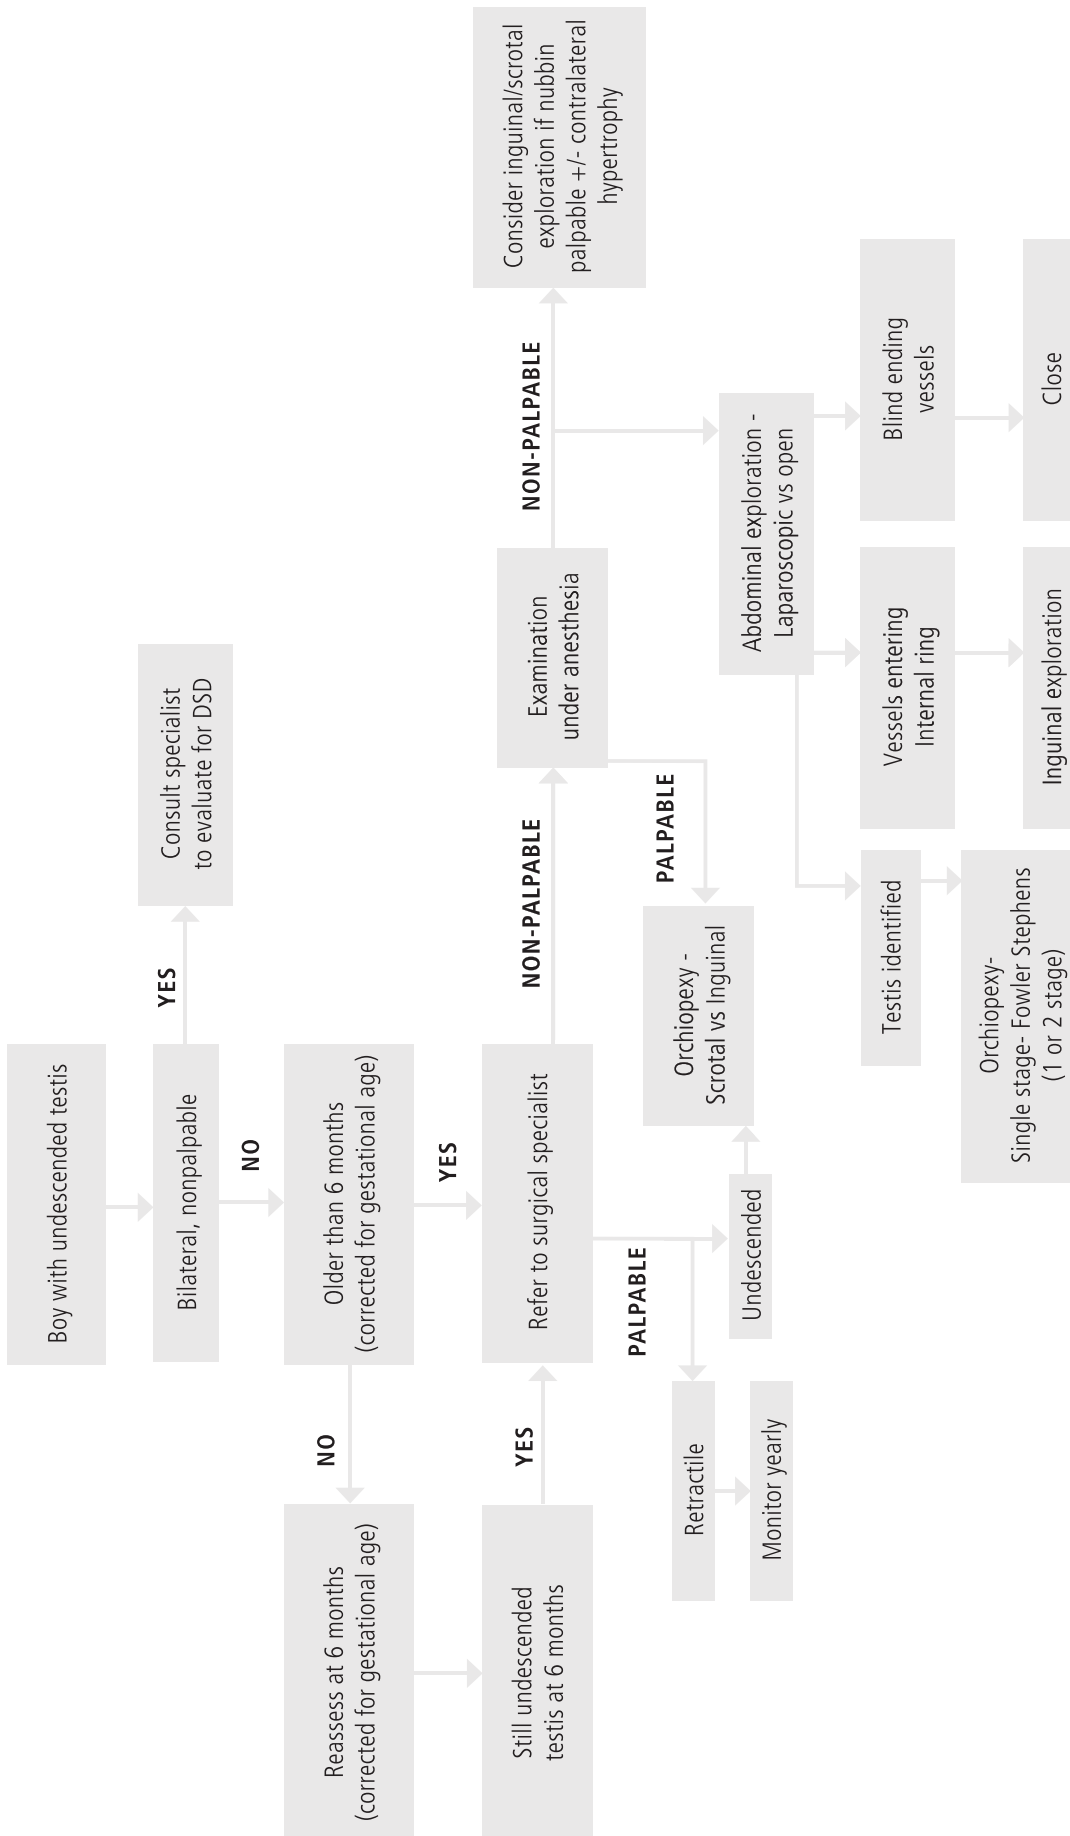 Boy with undescended testis
Bilateral, nonpalpable
YES
Consult specialist
to evaluate for DSD
NO
Older than 6 months
(corrected for gestational age)
NO
Reassess at 6 months
(corrected for gestational age)
YES
Still undescended
testis at 6 months
YES
Refer to surgical specialist
NON-PALPABLE
Examination
under anesthesia
NON-PALPABLE
Consider inguinal/scrotal
exploration if nubbin
palpable +/- contralateral
hypertrophy
PALPABLE
Retractile
Monitor yearly
Undescended
PALPABLE
Orchiopexy -
Scrotal vs Inguinal
Abdominal exploration -
Laparoscopic vs open
Testis identified
Orchiopexy-
Single stage- Fowler Stephens
(1 or 2 stage)
Vessels entering
Internal ring
Inguinal exploration
Blind ending
vessels
Close